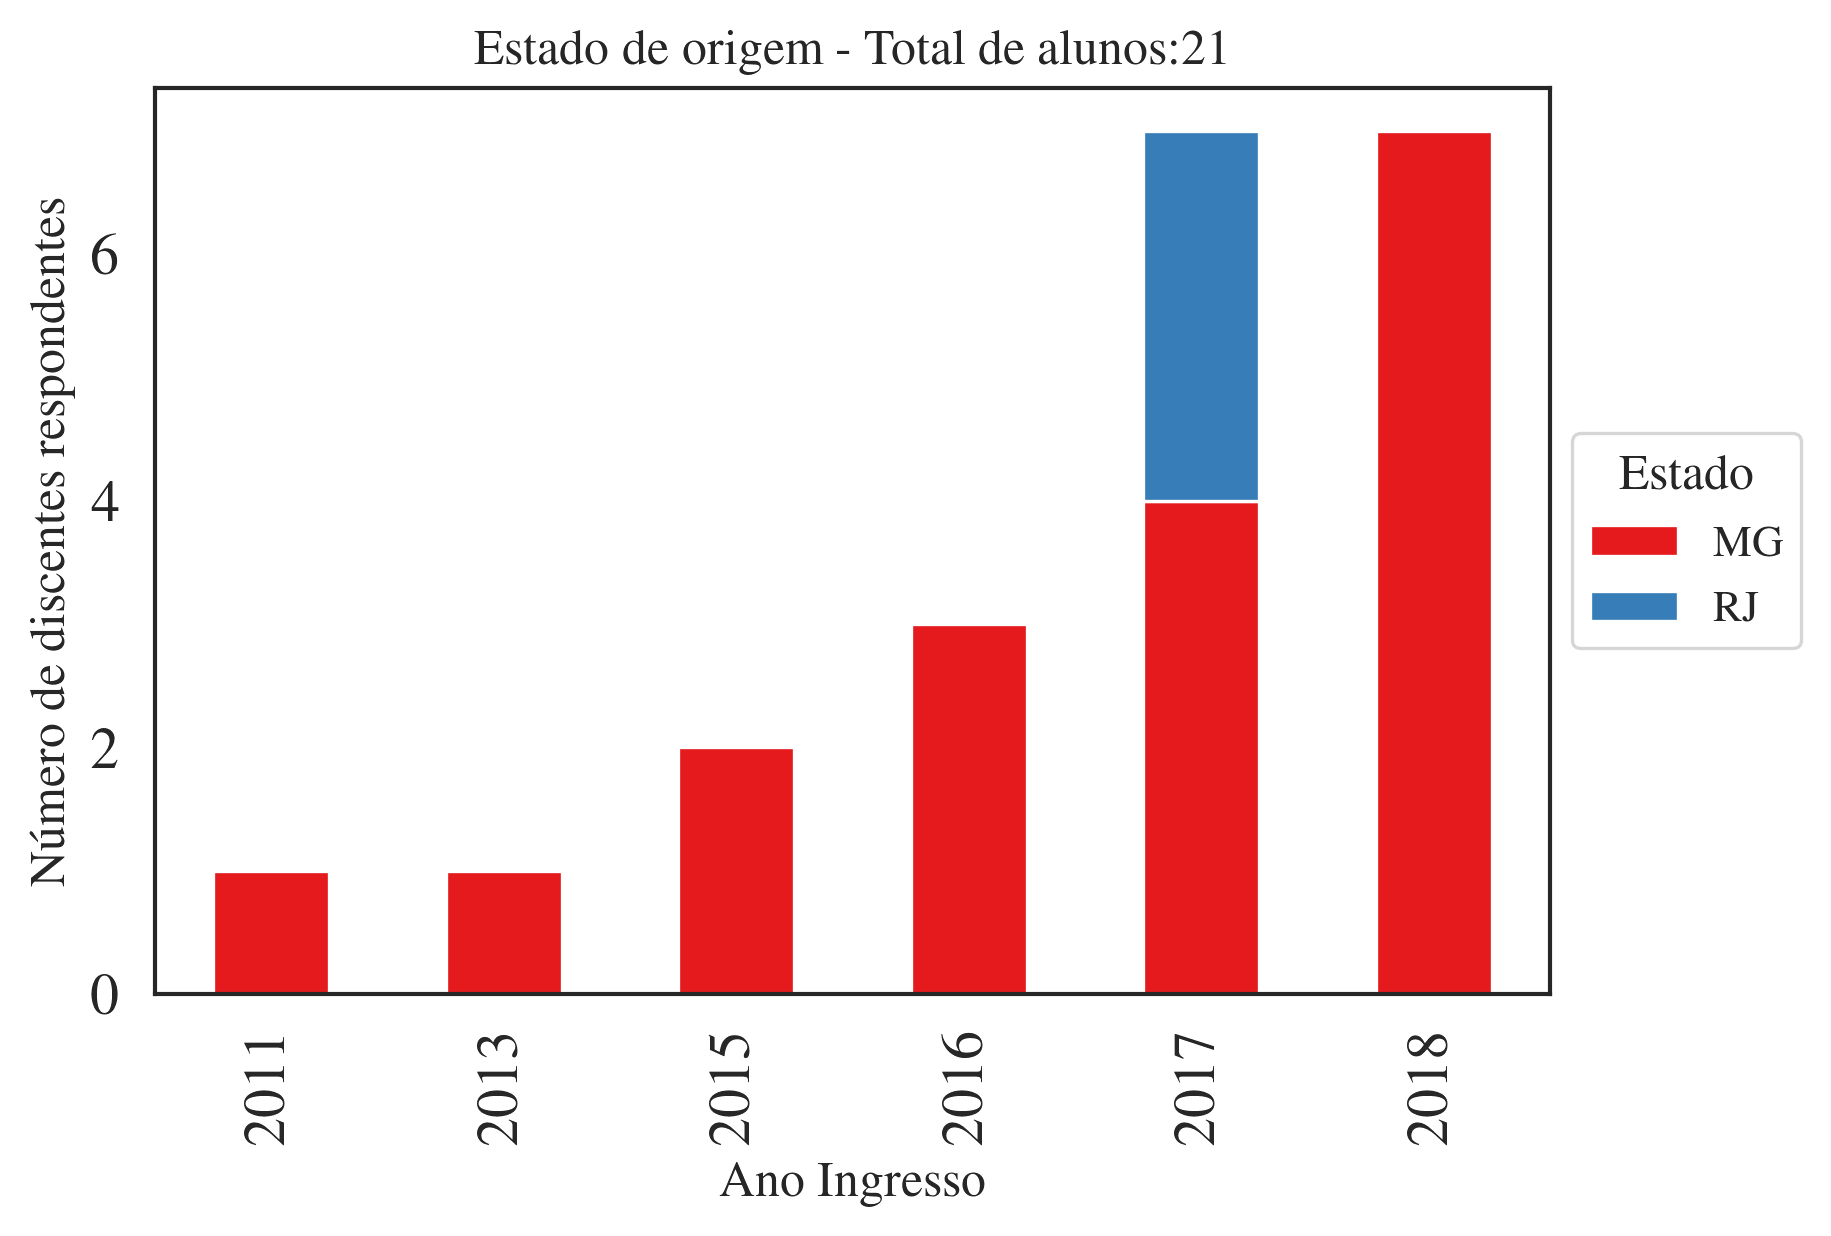 Estado de origem - Total de alunos:21
Número de discentes respondentes
6
4
2
0
Estado
MG
RJ
2011
2013
2015
2016
2017
2018
Ano Ingresso